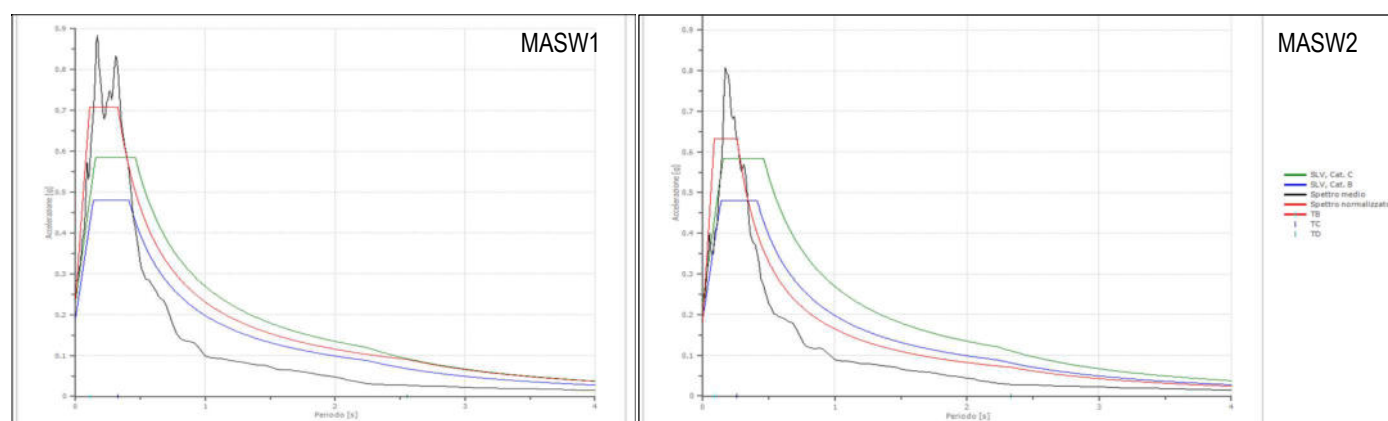 MASW1
0.9
0.8
0.7
0.6
0.5
0.4
0.3
0.2
0.1
0
Accelerazione [g]
0
1
2
3
4
Periodo [s]
MASW2
0.9
0.8
0.7
0.6
0.5
0.4
0.3
0.2
0.1
0
Accelerazione [g]
0
1
2
3
4
Periodo [s]
SLV, Cat. C
SLV, Cat. B
Spettro medio
Spettro normalizzato
TB
TC
TD